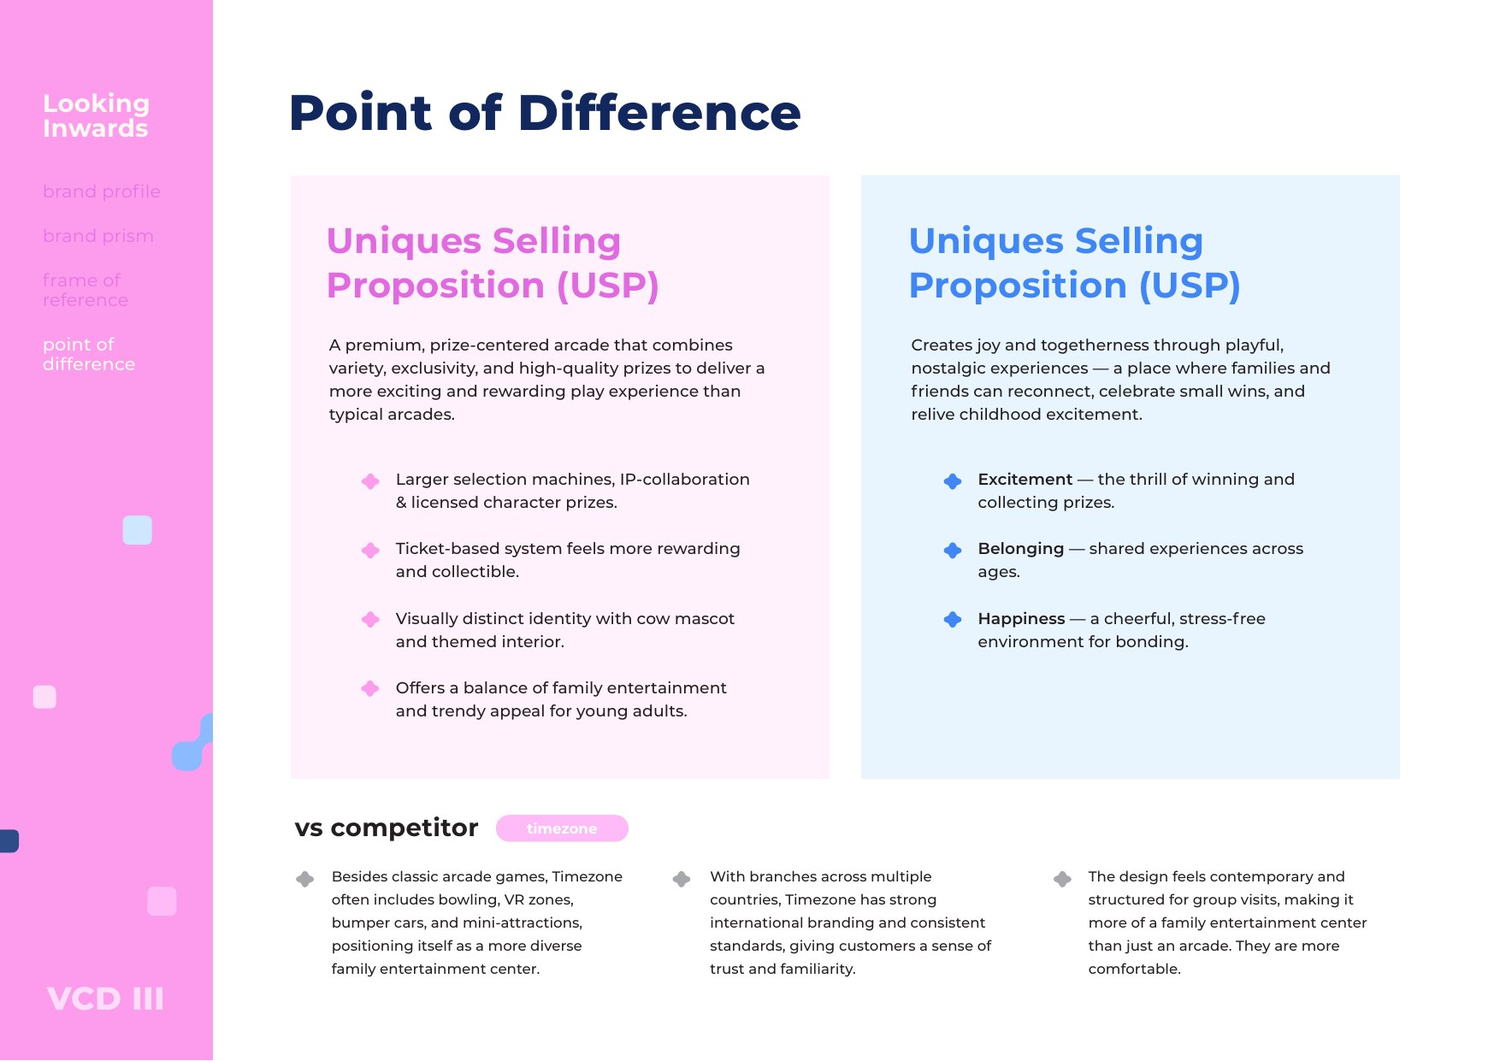 Looking
Inwards
brand profile
brand prism
frame of
reference
point of
difference
VCD III
Point of Difference
Uniques Selling
Proposition (USP)
A premium, prize-centered arcade that combines
variety, exclusivity, and high-quality prizes to deliver a
more exciting and rewarding play experience than
typical arcades.
Larger selection machines, IP-collaboration
& licensed character prizes.
Ticket-based system feels more rewarding
and collectible.
Visually distinct identity with cow mascot
and themed interior.
Offers a balance of family entertainment
and trendy appeal for young adults.
Uniques Selling
Proposition (USP)
Creates joy and togetherness through playful,
nostalgic experiences — a place where families and
friends can reconnect, celebrate small wins, and
relive childhood excitement.
Excitement — the thrill of winning and
collecting prizes.
Belonging — shared experiences across
ages.
Happiness — a cheerful, stress-free
environment for bonding.
vs competitor
timezone
Besides classic arcade games, Timezone
often includes bowling, VR zones,
bumper cars, and mini-attractions,
positioning itself as a more diverse
family entertainment center.
With branches across multiple
countries, Timezone has strong
international branding and consistent
standards, giving customers a sense of
trust and familiarity.
The design feels contemporary and
structured for group visits, making it
more of a family entertainment center
than just an arcade. They are more
comfortable.